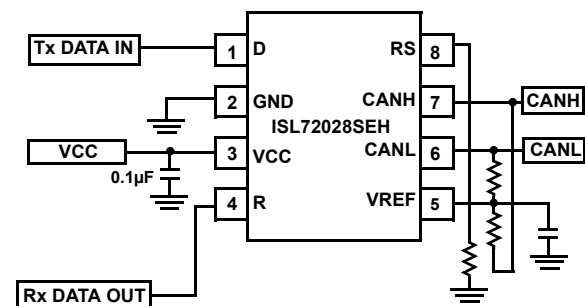 Tx DATA IN
1 D
RS 8
2 GND
CANH 7
CANH
ISL72028SEH
VCC
3 VCC
CANL 6
CANL
0.1µF
4 R
VREF 5
Rx DATA OUT